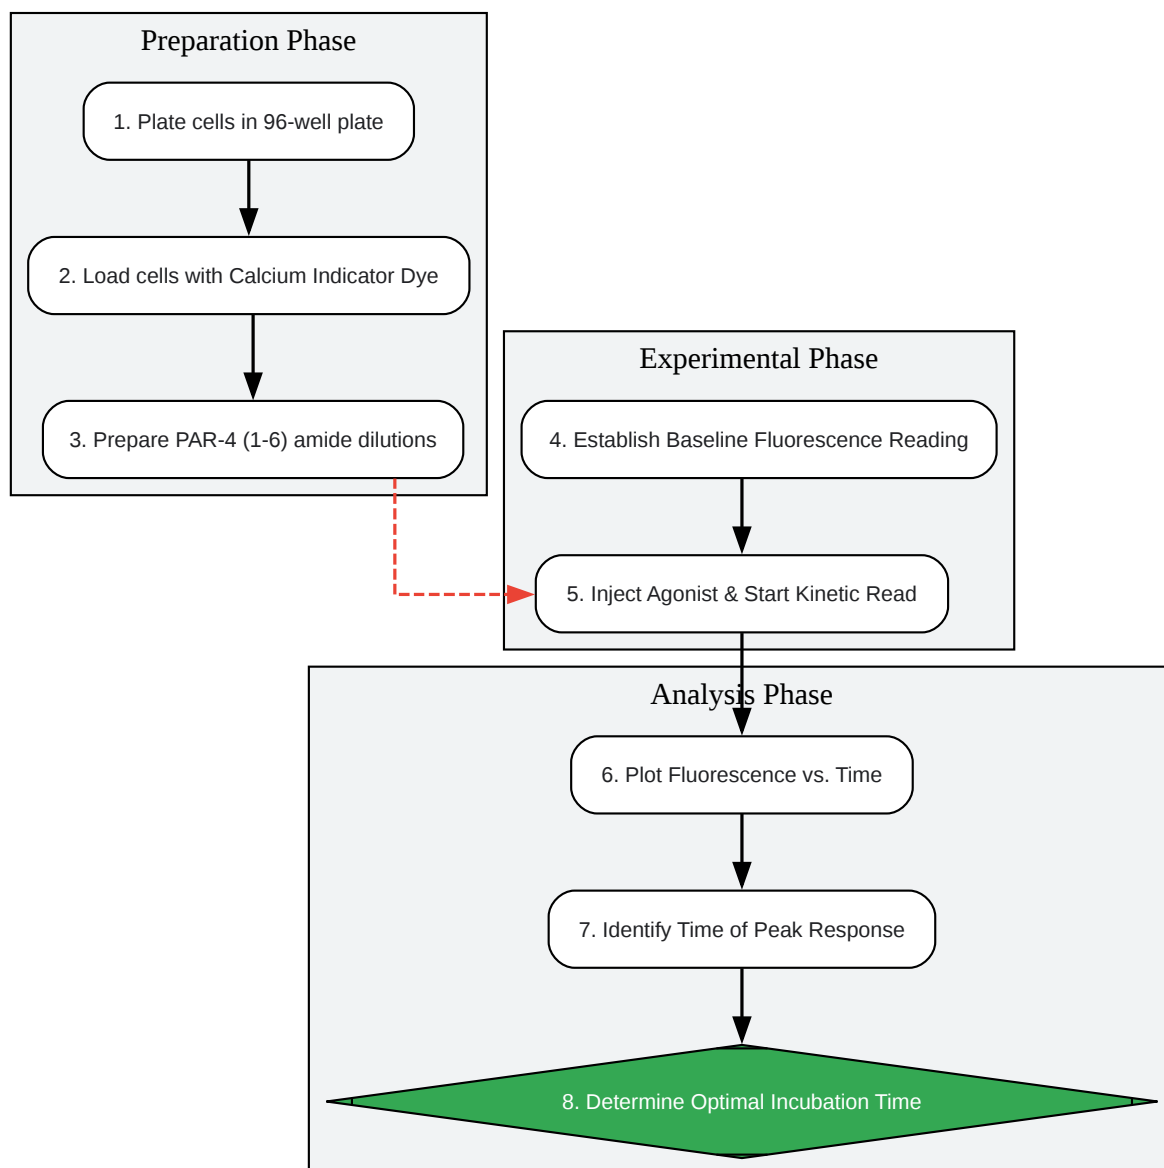 Preparation Phase
1. Plate cells in 96-well plate
2. Load cells with Calcium Indicator Dye
3. Prepare PAR-4 (1-6) amide dilutions
Experimental Phase
4. Establish Baseline Fluorescence Reading
5. Inject Agonist & Start Kinetic Read
Analysis Phase
6. Plot Fluorescence vs. Time
7. Identify Time of Peak Response
8. Determine Optimal Incubation Time